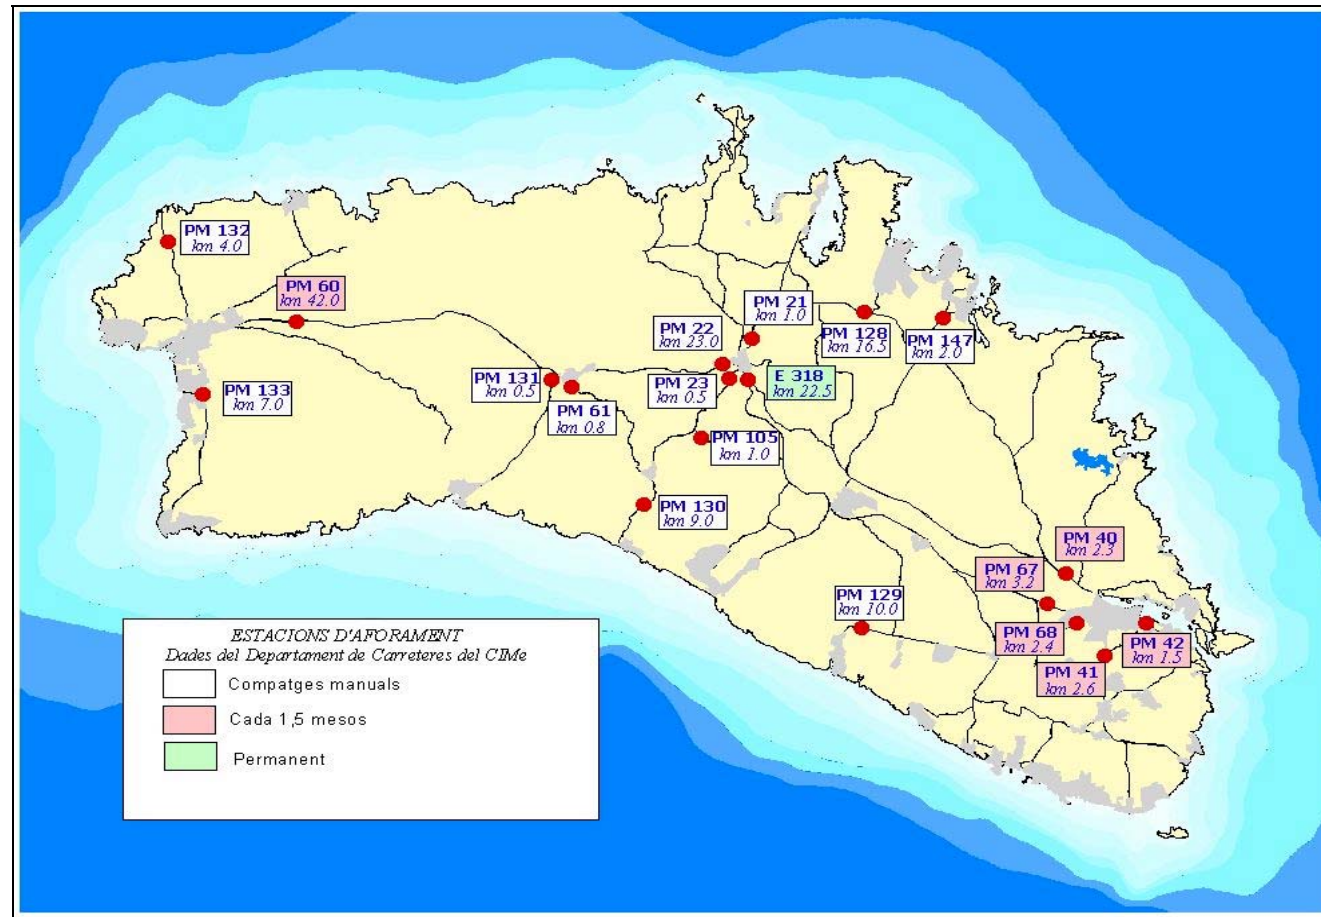 PM 132
km 4.0
PM 60
km 42.0
PM 21
km 1.0
PM 22
km 23.0
PM 128
km 16.5
PM 147
km 2.0
PM 131
km 0.5
PM 23
km 0.5
E 318
km 22.5
PM 133
km 7.0
PM 61
km 0.8
PM 105
km 1.0
PM 130
km 9.0
PM 40
km 2.3
PM 67
km 3.2
PM 129
km 10.0
PM 68
km 2.4
PM 42
km 1.5
PM 41
km 2.6
ESTACIONS D'AFORAMENT
Dades del Departament de Carreteres del CIMe
Compatges manuals
Cada 1,5 mesos
Permanent